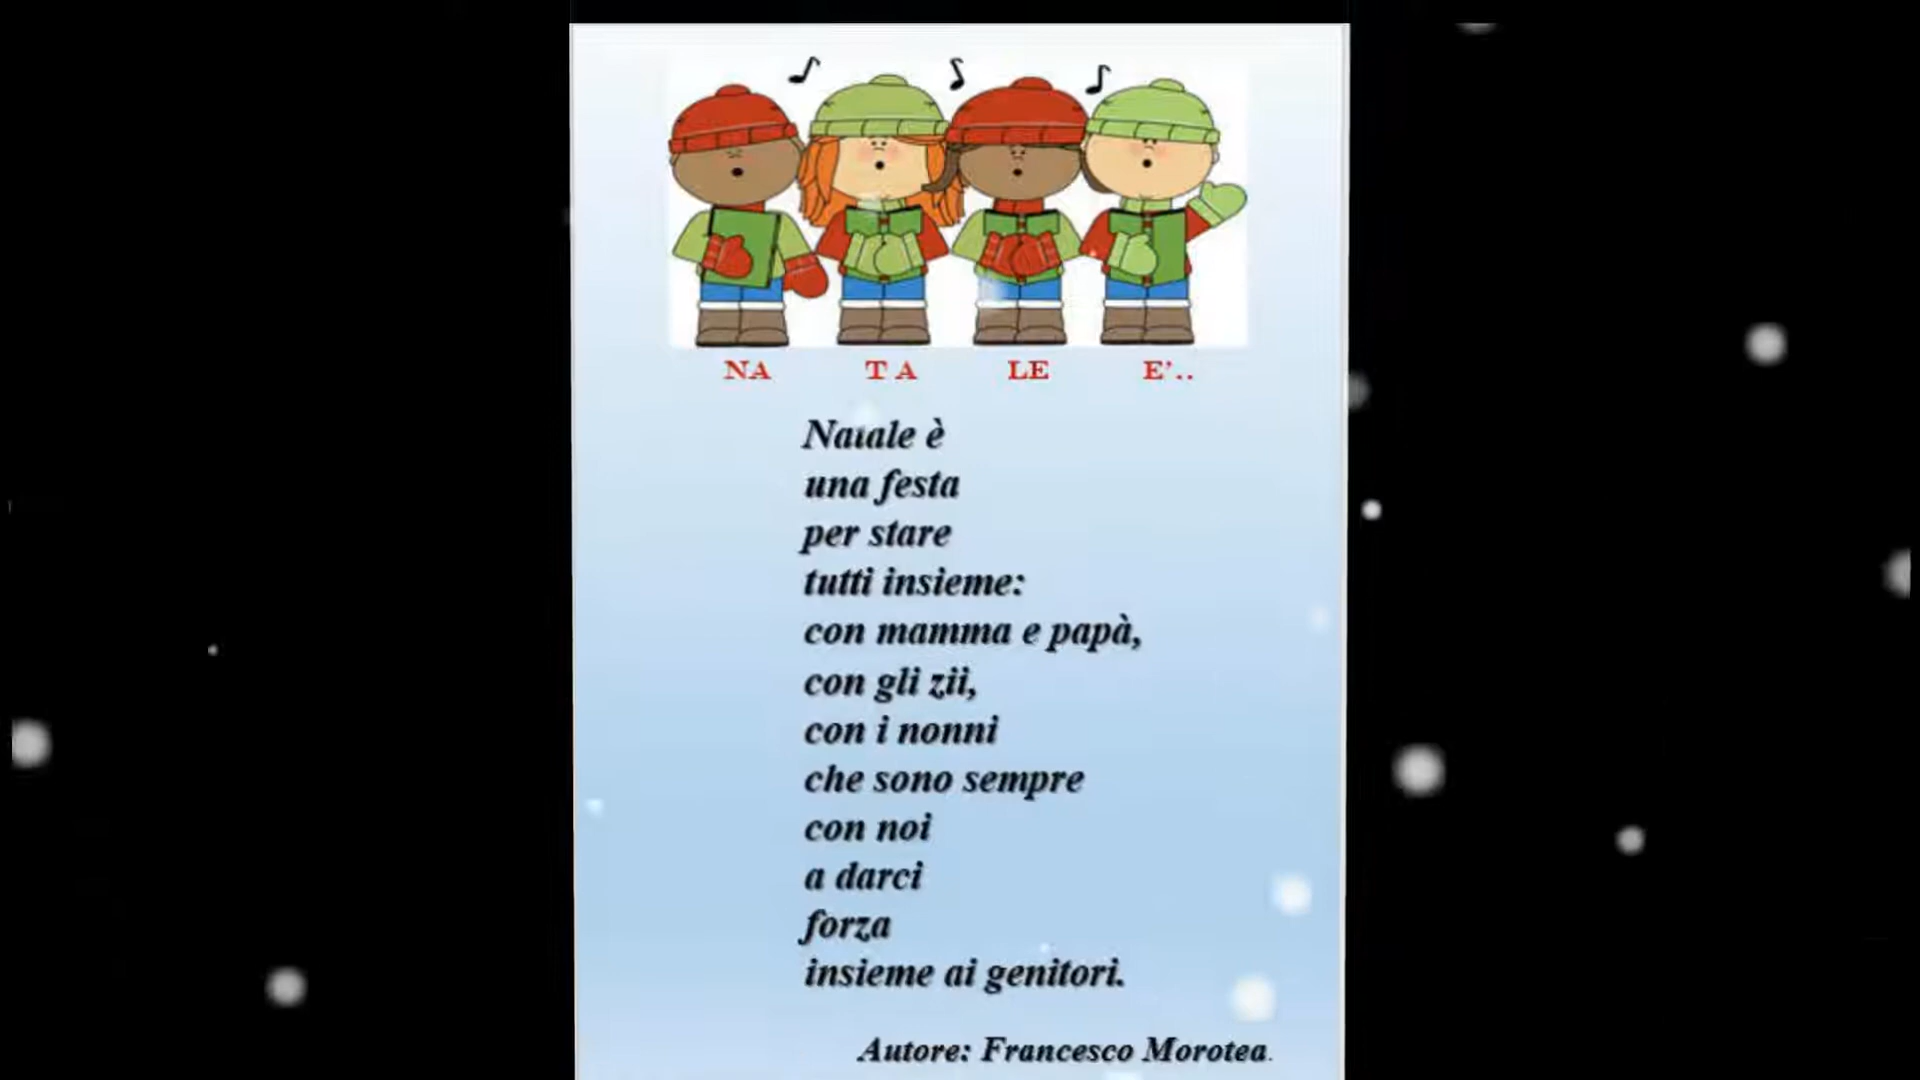 NA TA LE E'..
Natale è
una festa
per stare
tutti insieme:
con mamma e papà,
con gli zii,
con i nonni
che sono sempre
con noi
a darci
forza
insieme ai genitori.
Autore: Francesco Morotea.